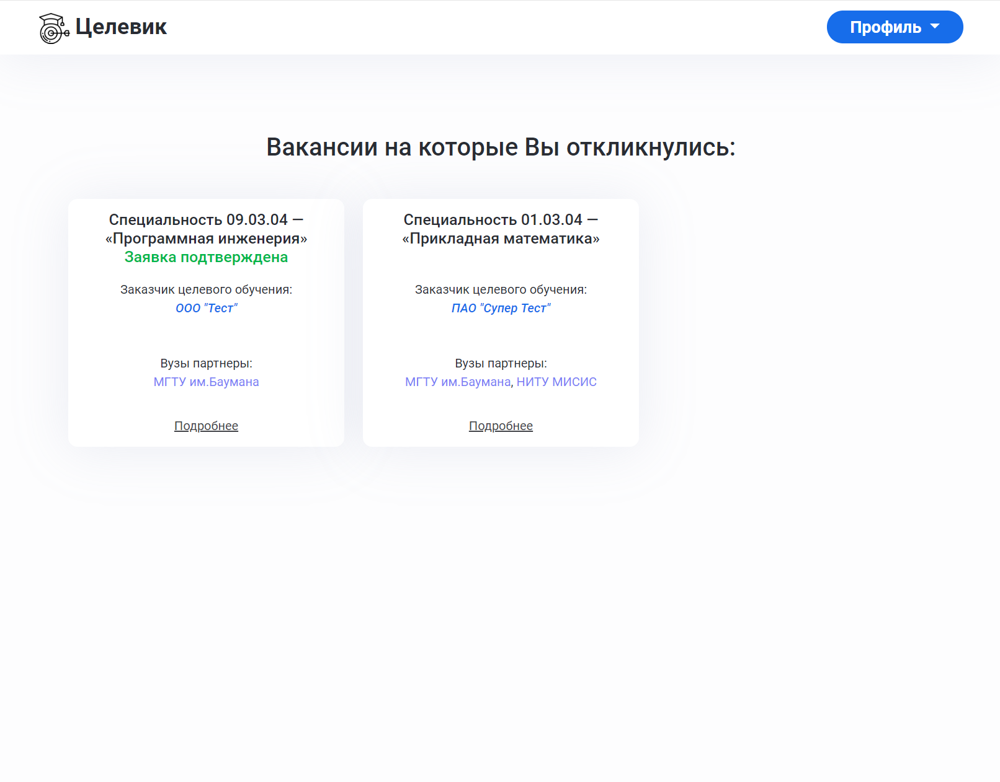 Целевик
Профиль
Вакансии на которые Вы откликнулись:
Специальность 09.03.04 —
«Программная инженерия»
Заявка подтверждена
Заказчик целевого обучения:
ООО "Тест"
Вузы партнеры:
МГТУ им.Баумана
Подробнее
Специальность 01.03.04 —
«Прикладная математика»
Заказчик целевого обучения:
ПАО "Супер Тест"
Вузы партнеры:
МГТУ им.Баумана, НИТУ МИСИС
Подробнее